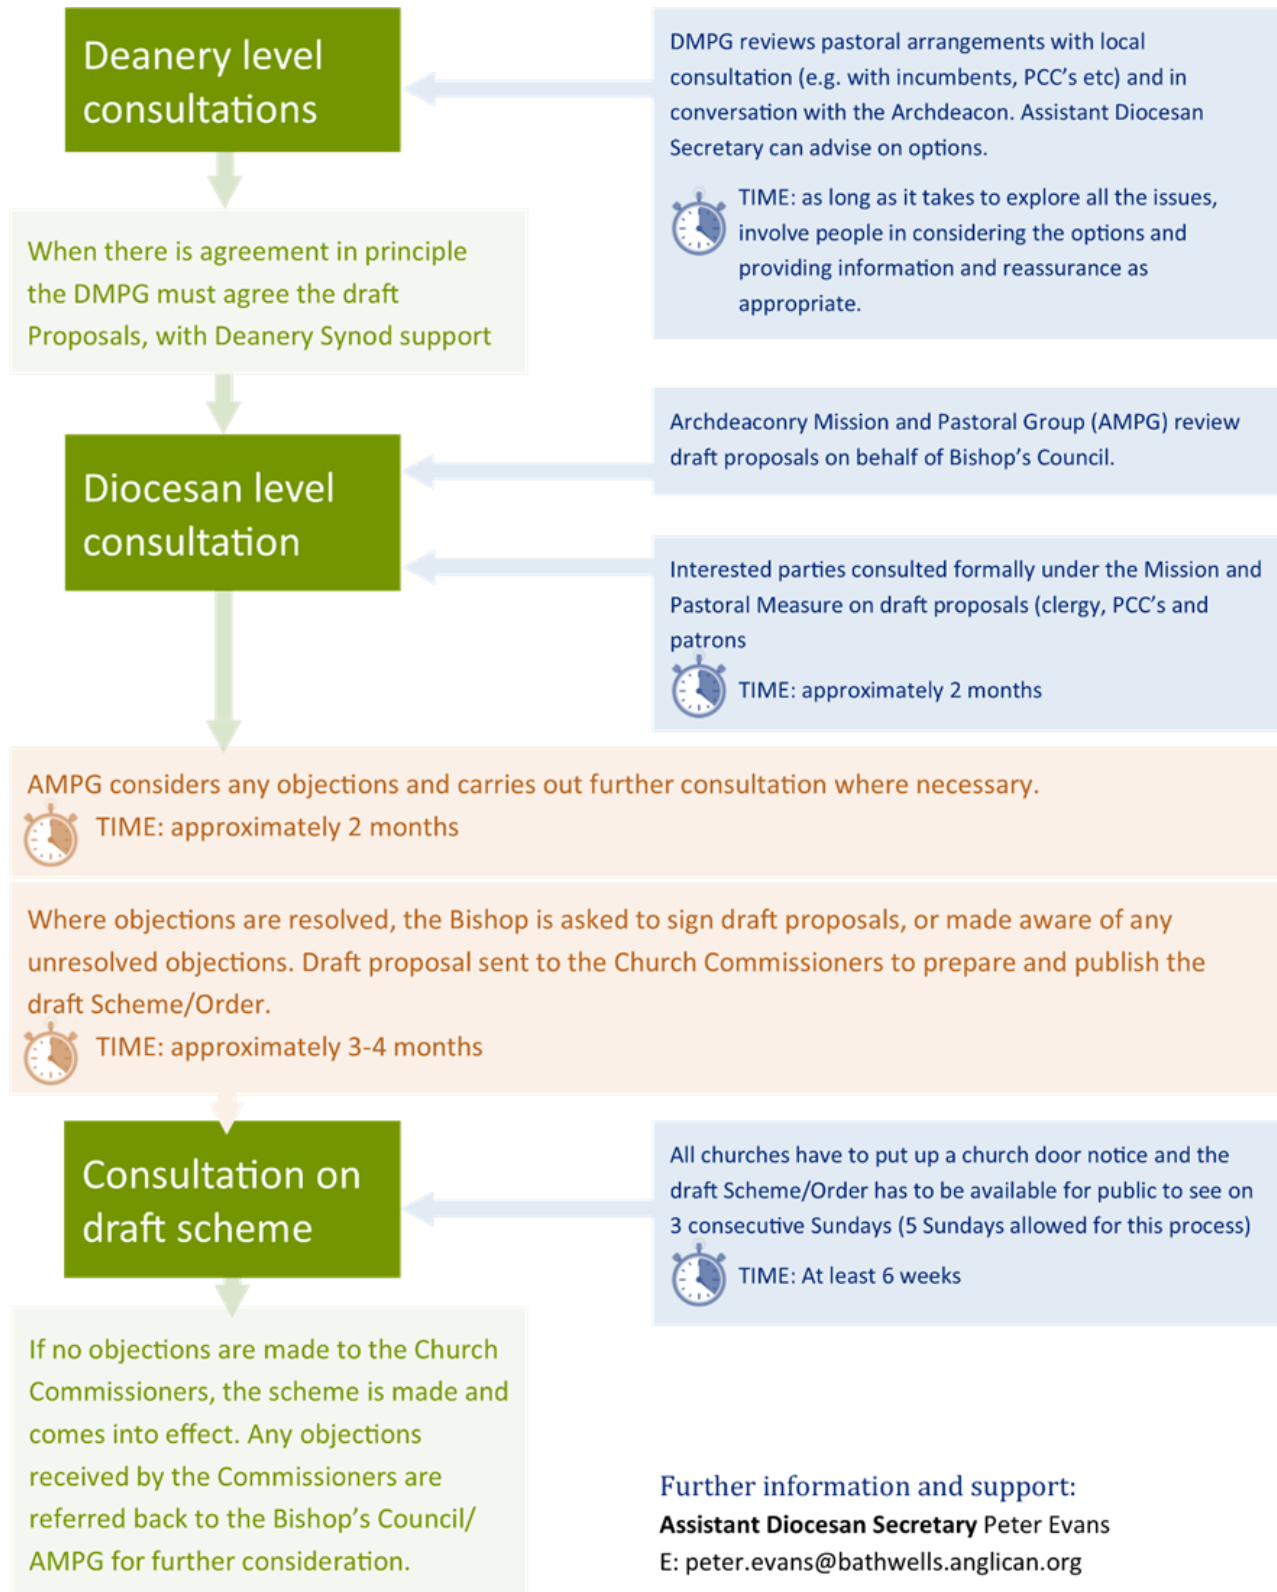 Deanery level
consultations
DMPG reviews pastoral arrangements with local
consultation (e.g. with incumbents, PCC's etc) and in
conversation with the Archdeacon. Assistant Diocesan
Secretary can advise on options.
TIME: as long as it takes to explore all the issues,
involve people in considering the options and
providing information and reassurance as
appropriate.
When there is agreement in principle
the DMPG must agree the draft
Proposals, with Deanery Synod support
Diocesan level
consultation
Archdeaconry Mission and Pastoral Group (AMPG) review
draft proposals on behalf of Bishop's Council.
Interested parties consulted formally under the Mission and
Pastoral Measure on draft proposals (clergy, PCC's and
patrons
TIME: approximately 2 months
AMPG considers any objections and carries out further consultation where necessary.
TIME: approximately 2 months
Where objections are resolved, the Bishop is asked to sign draft proposals, or made aware of any
unresolved objections. Draft proposal sent to the Church Commissioners to prepare and publish the
draft Scheme/Order.
TIME: approximately 3-4 months
Consultation on
draft scheme
All churches have to put up a church door notice and the
draft Scheme/Order has to be available for public to see on
3 consecutive Sundays (5 Sundays allowed for this process)
TIME: At least 6 weeks
If no objections are made to the Church
Commissioners, the scheme is made and
comes into effect. Any objections
received by the Commissioners are
referred back to the Bishop's Council/
AMPG for further consideration.
Further information and support:
Assistant Diocesan Secretary Peter Evans
E: peter.evans@bathwells.anglican.org